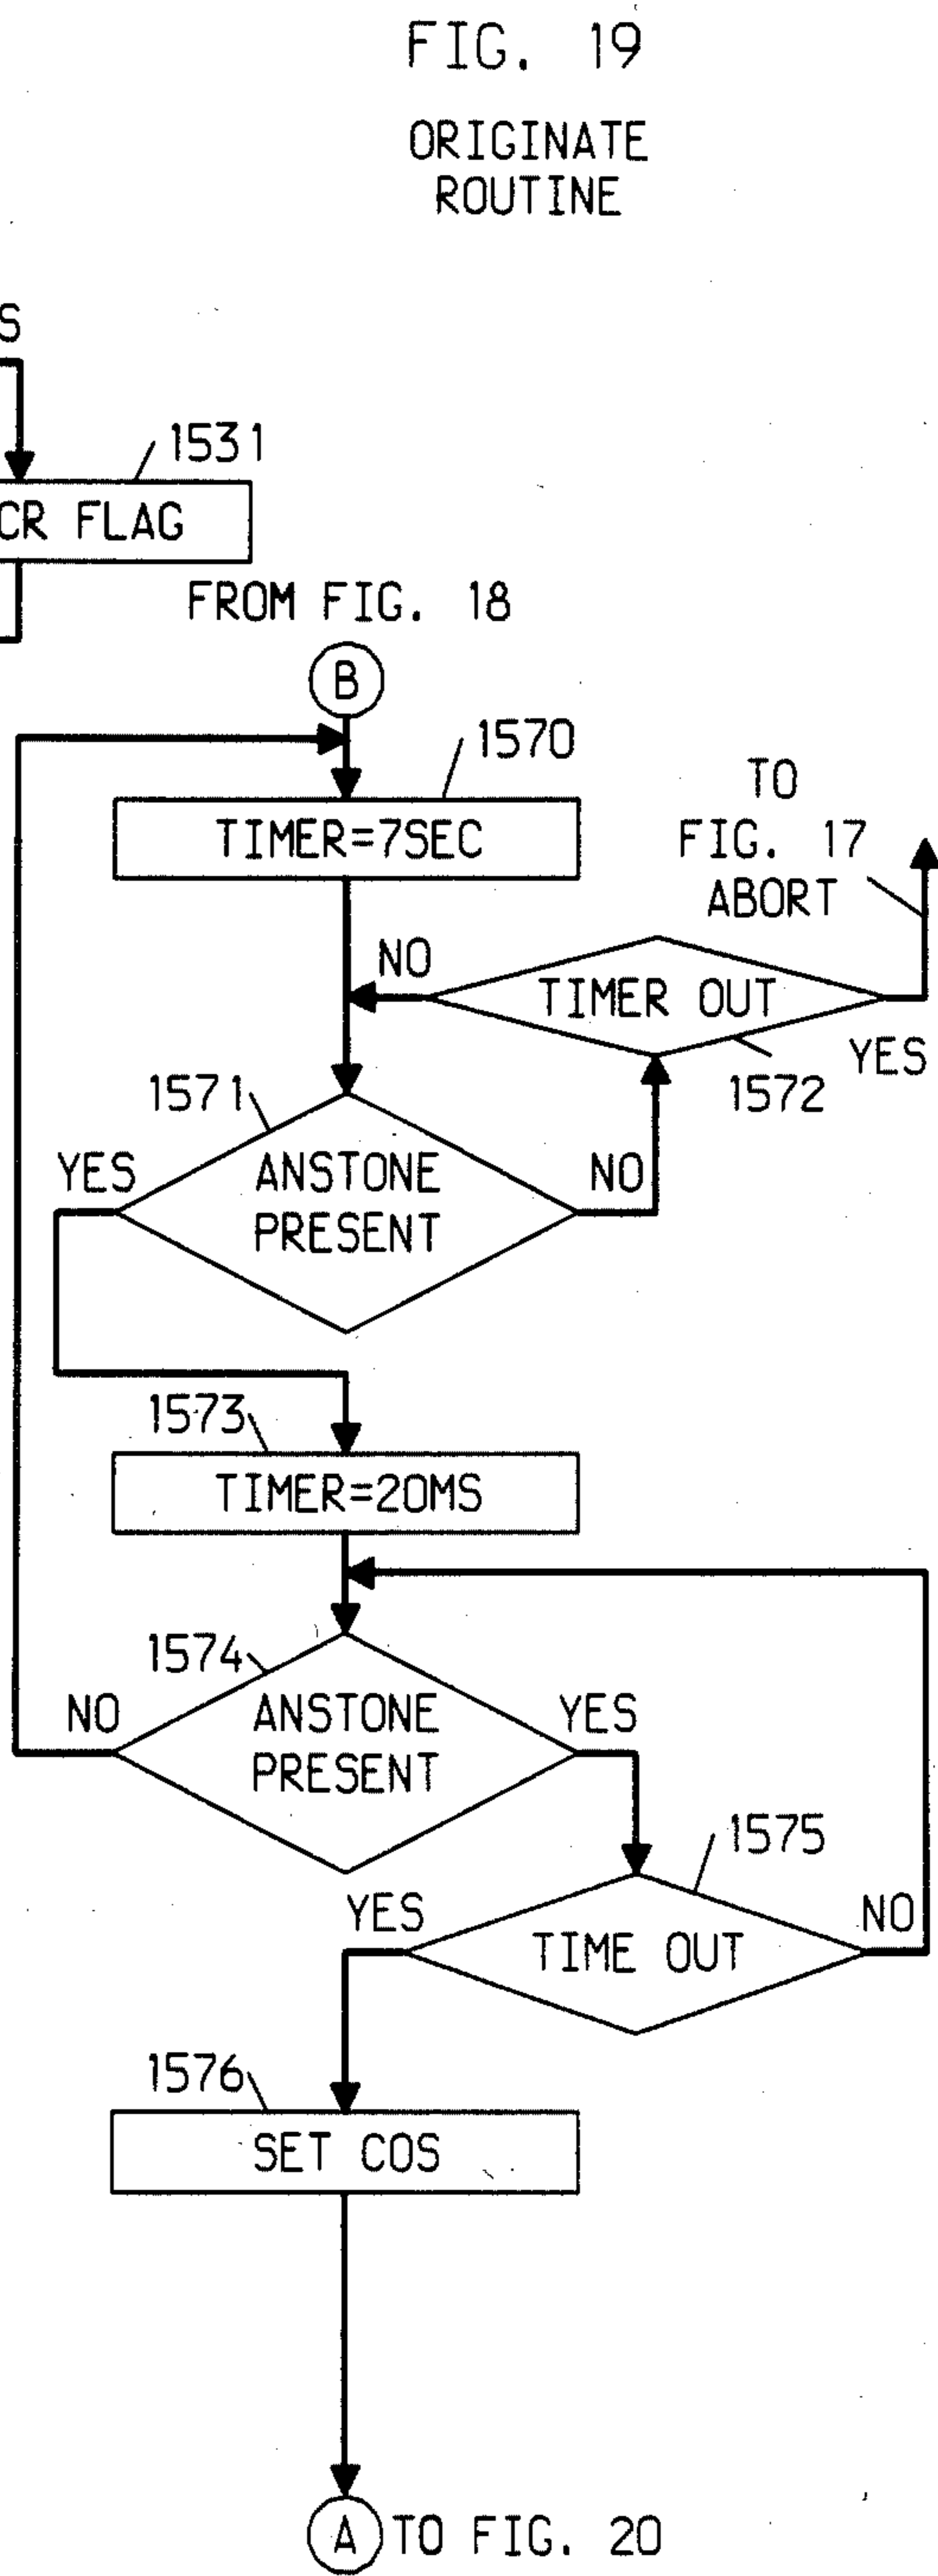 FIG. 19
ORIGINATE
ROUTINE
S
1531
CR FLAG
FROM FIG. 18
B
1570
TIMER=7SEC
TO
FIG. 17
ABORT
NO
TIMER OUT
YES
1572
1571
YES
ANSTONE
PRESENT
NO
1573
TIMER=20MS
1574
NO
ANSTONE
PRESENT
YES
1575
YES
TIME OUT
NO
1576
SET COS
A TO FIG. 20